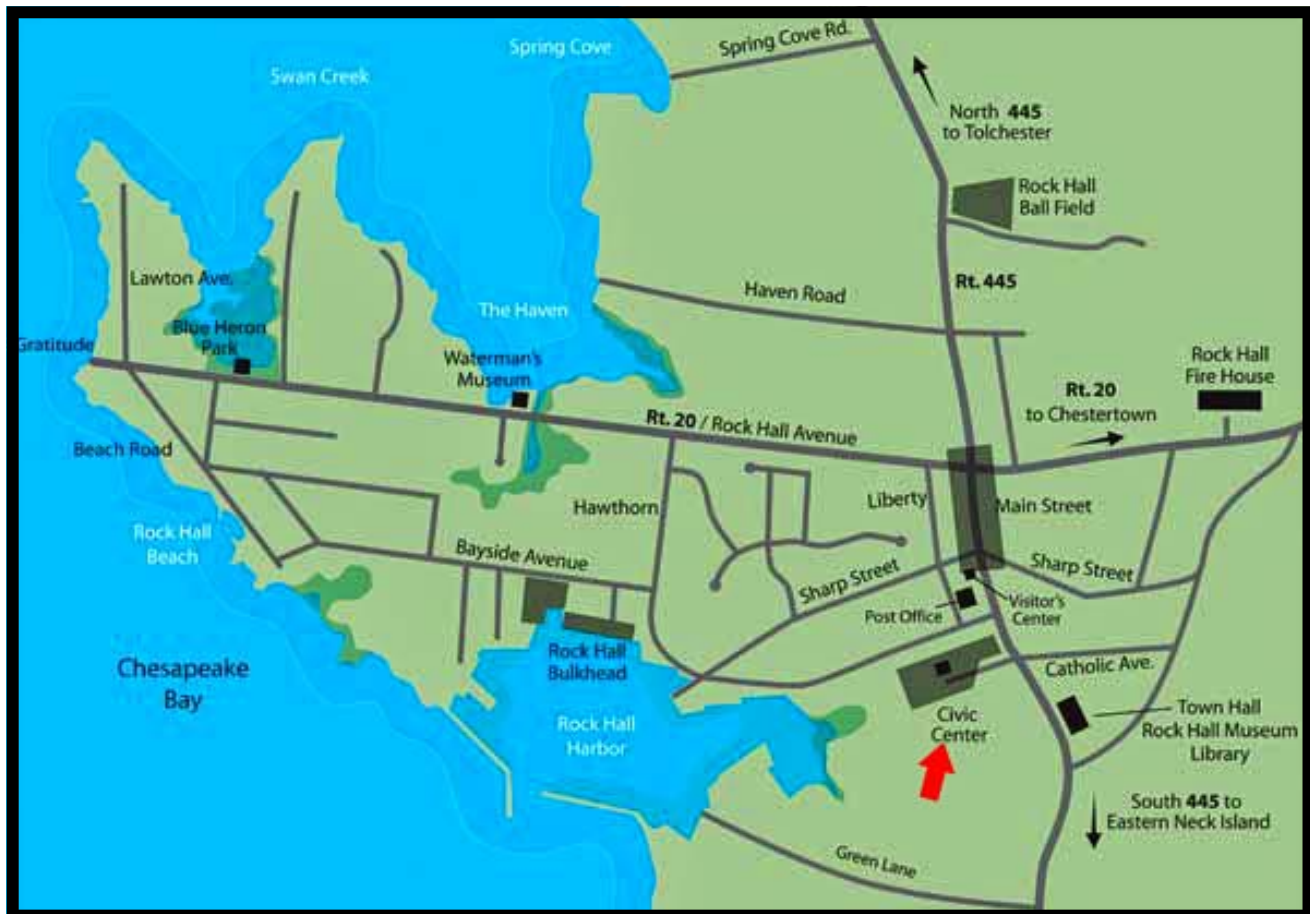 Spring Cove
Spring Cove Rd.
Swan Creek
North 445
to Tolchester
Rock Hall
Ball Field
Lawton Ave.
Rt. 445
Haven Road
The Haven
Blue Heron
Park
Gratitude
Waterman's
Museum
Rock Hall
Fire House
Rt. 20
to Chestertown
Rt. 20 / Rock Hall Avenue
Beach Road
Hawthorn
Liberty
Main Street
Rock Hall
Beach
Bayside Avenue
Sharp Street
Sharp Street
Post Office
Visitor's
Center
Chesapeake
Bay
Rock Hall
Bulkhead
Catholic Ave.
Rock Hall
Harbor
Civic
Center
Town Hall
Rock Hall Museum
Library
South 445 to
Eastern Neck Island
Green Lane